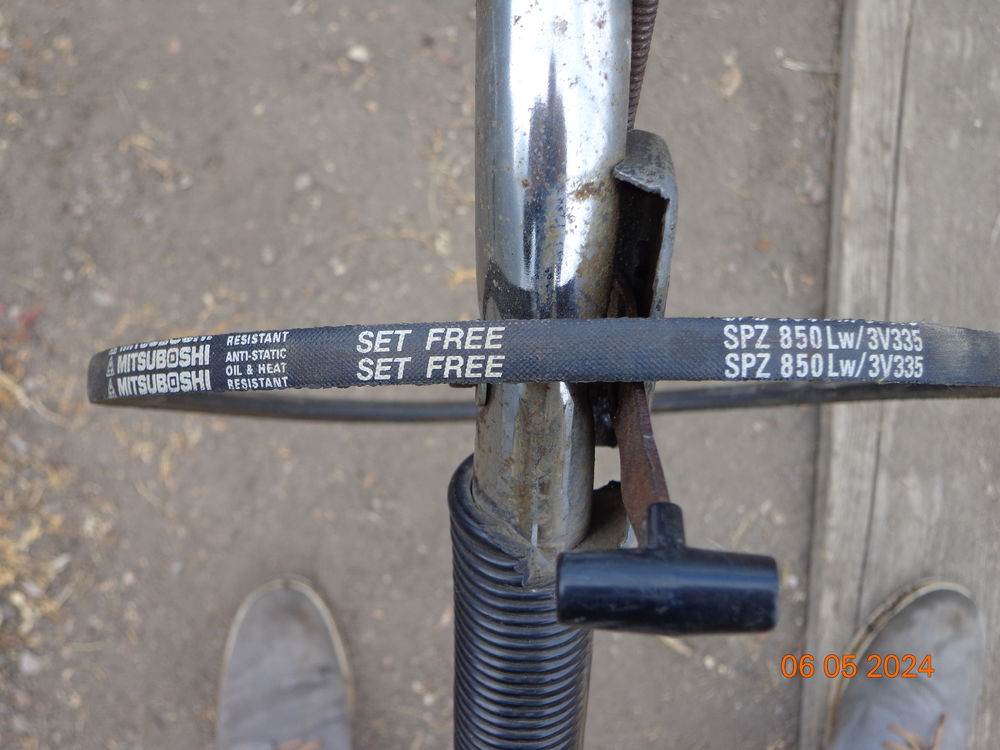 MITSUBOSHI
MITSUBOSHI
RESISTANT
ANTI-STATIC
OIL & HEAT
RESISTANT
SET FREE
SET FREE
SPZ 850 Lw/3V335
SPZ 850 Lw/3V335
06 05 2024